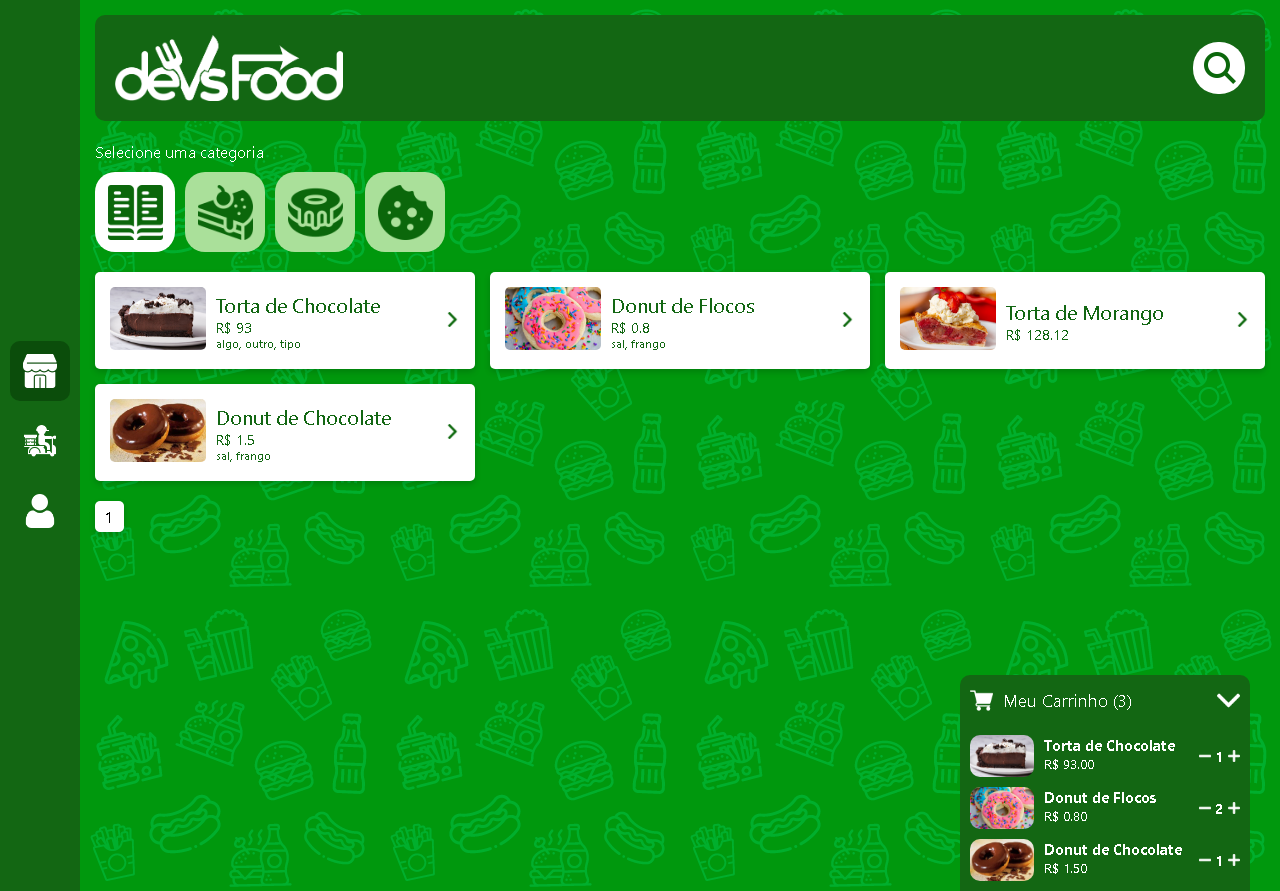 devsFood
Selecione uma categoria
Torta de Chocolate
R$ 93
algo, outro, tipo
Donut de Flocos
R$ 0.8
sal, frango
Torta de Morango
R$ 128.12
Donut de Chocolate
R$ 1.5
sal, frango
1
Meu Carrinho (3)
Torta de Chocolate
R$ 93.00
1
Donut de Flocos
R$ 0.80
2
Donut de Chocolate
R$ 1.50
1